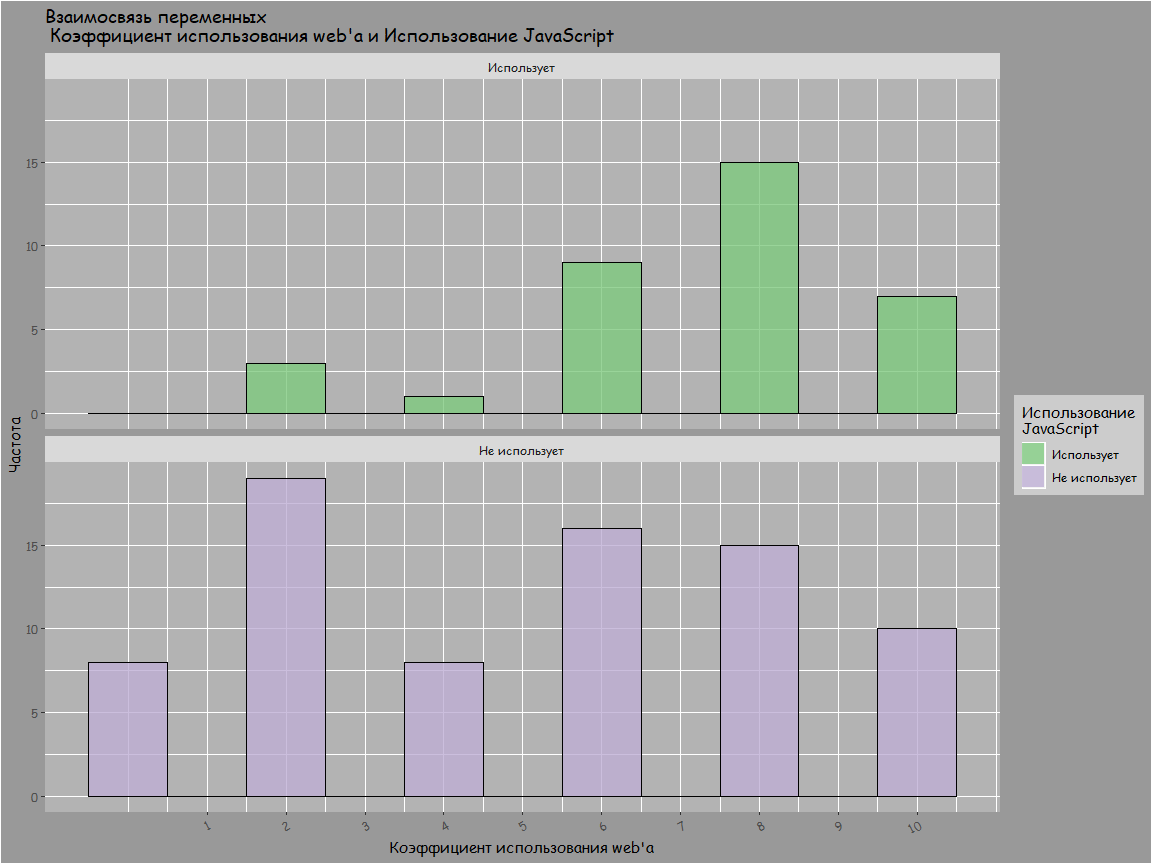 Взаимосвязь переменных
Коэффициент использования web'а и Использование JavaScript
Использует
15
10
5
0
Не использует
15
10
5
0
Частота
1 2 3 4 5 6 7 8 9 10
Коэффициент использования web'а
Использование
JavaScript
Использует
Не использует